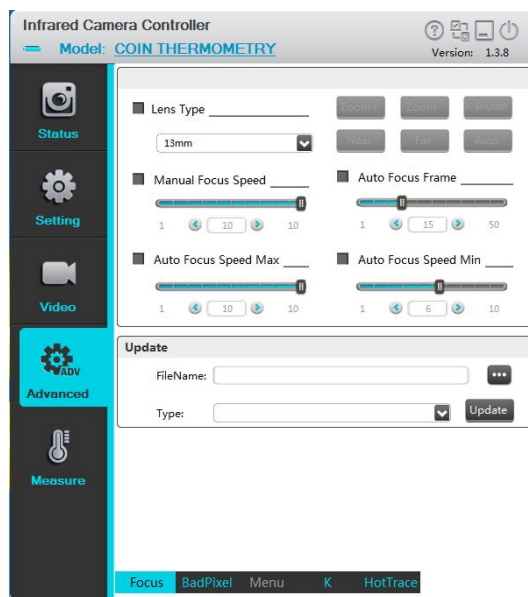 Infrared Camera Controller
Model: COIN THERMOMETRY
Version: 1.3.8
Status
Setting
Video
ADV
Advanced
Measure
Lens Type
Zoom+ Zoom- X-Shutter
13mm
Near Far Auto
Manual Focus Speed
Auto Focus Frame
1 10 10
1 15 50
Auto Focus Speed Max
Auto Focus Speed Min
1 10 10
1 6 10
Update
FileName:
Type:
Update
Focus BadPixel Menu K HotTrace